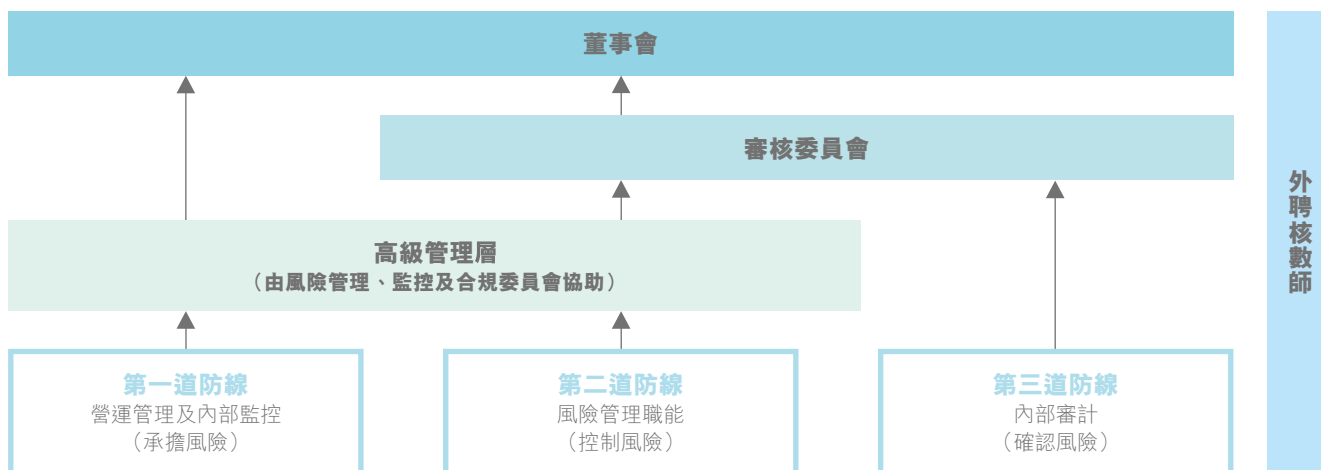 董事會
審核委員會
高級管理層
（由風險管理、監控及合規委員會協助）
第一道防線
營運管理及內部監控
（承擔風險）
第二道防線
風險管理職能
（控制風險）
第三道防線
內部審計
（確認風險）
外聘核數師